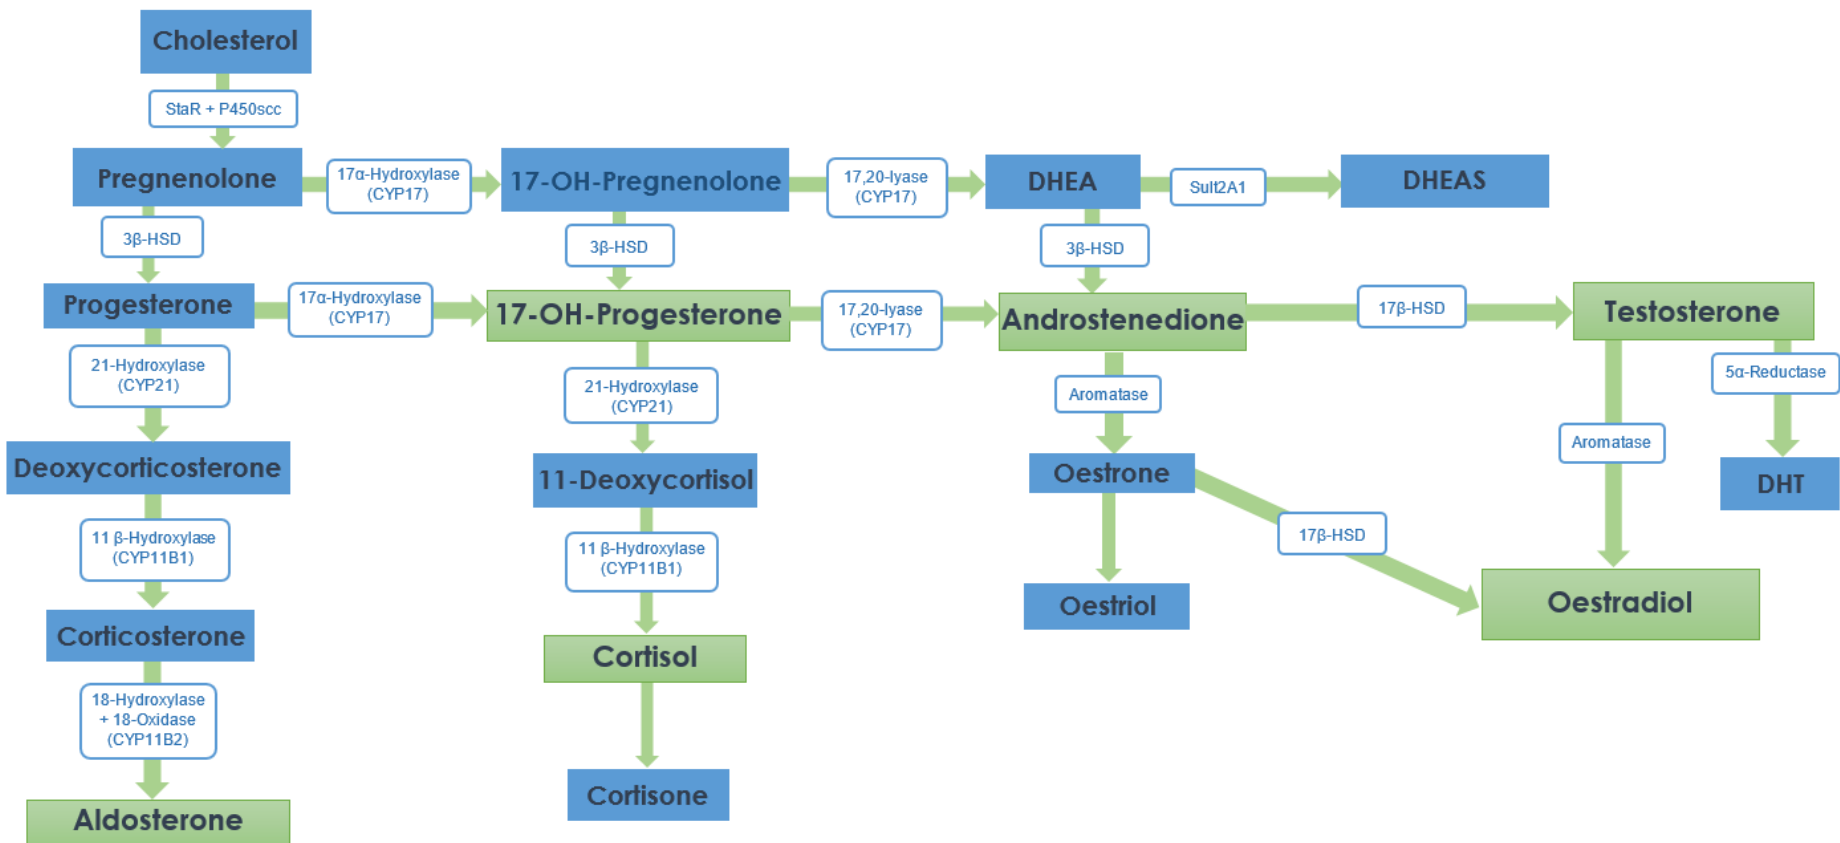 Cholesterol
StaR + P450scc
Pregnenolone
17α-Hydroxylase
(CYP17)
17-OH-Pregnenolone
17,20-lyase
(CYP17)
DHEA
Sult2A1
DHEAS
3β-HSD
3β-HSD
3β-HSD
Progesterone
17α-Hydroxylase
(CYP17)
17-OH-Progesterone
17,20-lyase
(CYP17)
Androstenedione
17β-HSD
Testosterone
21-Hydroxylase
(CYP21)
21-Hydroxylase
(CYP21)
Aromatase
5α-Reductase
Aromatase
Deoxycorticosterone
11-Deoxycortisol
Oestrone
DHT
11 β-Hydroxylase
(CYP11B1)
11 β-Hydroxylase
(CYP11B1)
17β-HSD
Corticosterone
Cortisol
Oestriol
Oestradiol
18-Hydroxylase
+ 18-Oxidase
(CYP11B2)
Aldosterone
Cortisone